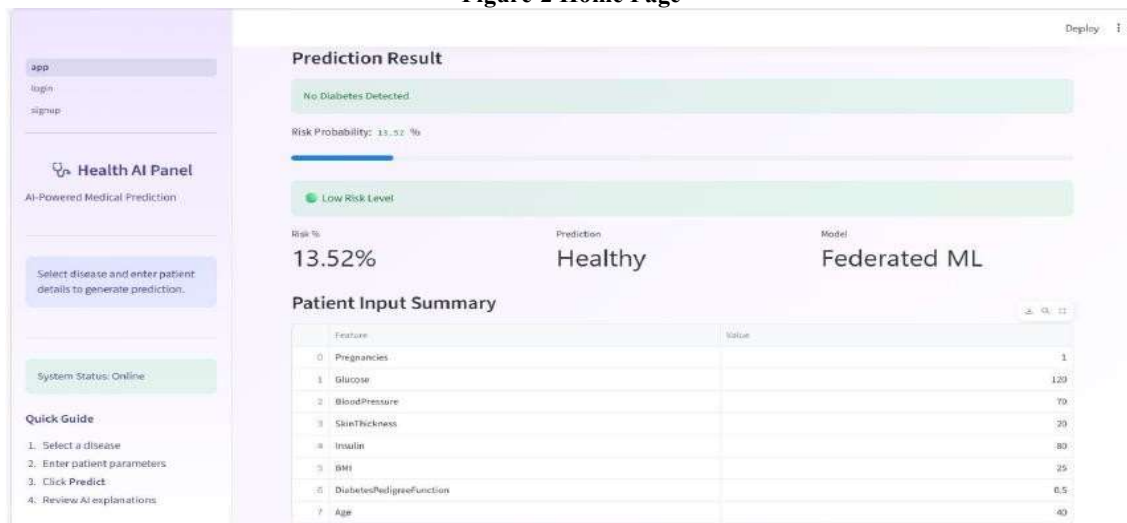 Figure 2 Home Page
Deploy
app
login
signup
Health AI Panel
AI-Powered Medical Prediction
Select disease and enter patient
details to generate prediction.
System Status: Online
Quick Guide
1. Select a disease
2. Enter patient parameters
3. Click Predict
4. Review AI explanations
Prediction Result
No Diabetes Detected
Risk Probability: 13.52 %
Low Risk Level
Risk % Prediction Model
13.52% Healthy Federated ML
Patient Input Summary
Feature Value
0 Pregnancies 1
1 Glucose 120
2 BloodPressure 70
3 SkinThickness 20
4 Insulin 80
5 BMI 25
6 DiabetesPedigreeFunction 0.5
7 Age 40